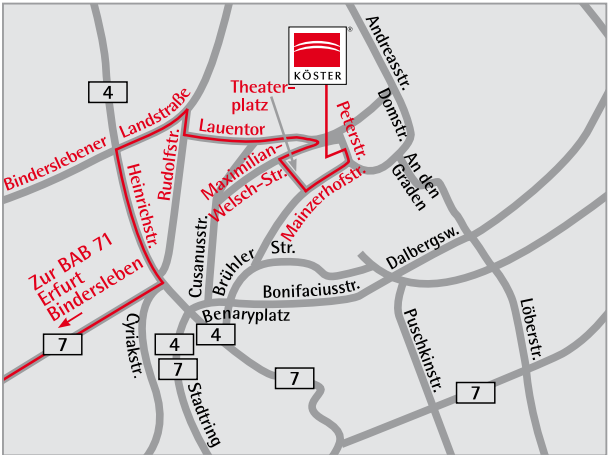 Andreasstr.
®
KÖSTER
4
Theater-
platz
Landstraße
Domstr.
Peterstr.
Lauentor
Binderslebener
Rudolfstr.
Maximilian-
Welsch-Str.
An den
Graden
Heinrichstr.
Mainzerhofstr.
Cusanusstr.
Brühler
Str.
Dalbergsw.
Zur BAB 71
Erfurt
Bindersleben
Bonifaciusstr.
Benaryplatz
Löberstr.
Puschkinstr.
Cyriakstr.
7
4
4
7
7
7
Stadtring